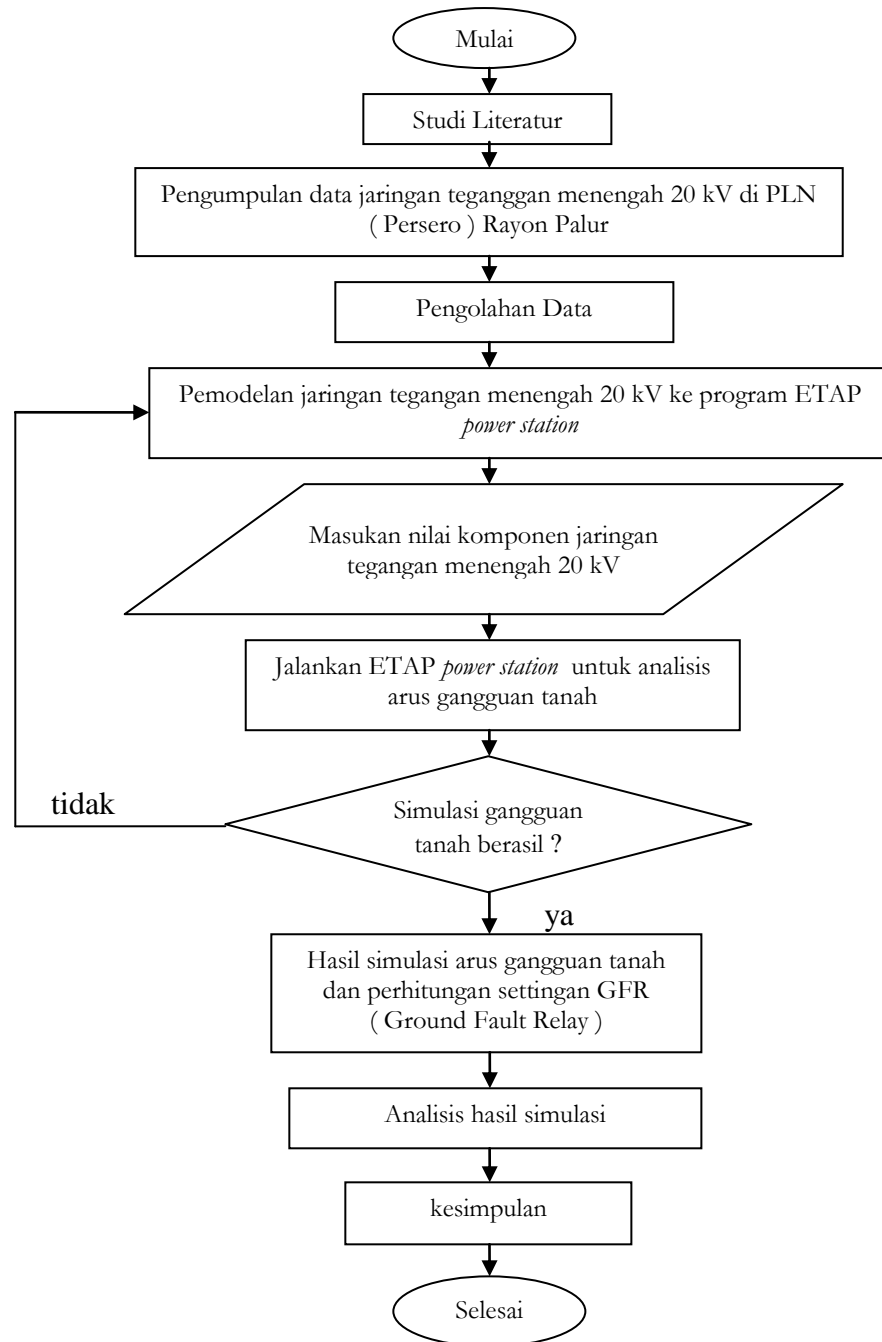 Mulai
Studi Literatur
Pengumpulan data jaringan teganggan menengah 20 kV di PLN
( Persero ) Rayon Palur
Pengolahan Data
Pemodelan jaringan tegangan menengah 20 kV ke program ETAP
power station
Masukan nilai komponen jaringan
tegangan menengah 20 kV
Jalankan ETAP power station untuk analisis
arus gangguan tanah
tidak
Simulasi gangguan
tanah berasil ?
ya
Hasil simulasi arus gangguan tanah
dan perhitungan settingan GFR
( Ground Fault Relay )
Analisis hasil simulasi
kesimpulan
Selesai